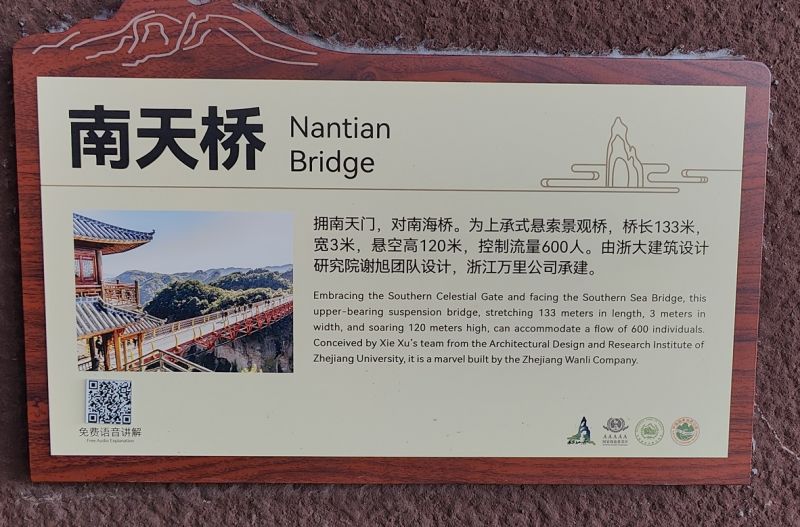 南天桥
Nantian
Bridge
拥南天门，对南海桥。为上承式悬索景观桥，桥长133米，
宽3米，悬空高120米，控制流量600人。由浙大建筑设计
研究院谢旭团队设计，浙江万里公司承建。
Embracing the Southern Celestial Gate and facing the Southern Sea Bridge, this
upper-bearing suspension bridge, stretching 133 meters in length, 3 meters in
width, and soaring 120 meters high, can accommodate a flow of 600 individuals.
Conceived by Xie Xu's team from the Architectural Design and Research Institute of
Zhejiang University, it is a marvel built by the Zhejiang Wanli Company.
免费语音讲解
Free Audio Explanation
AAAAA